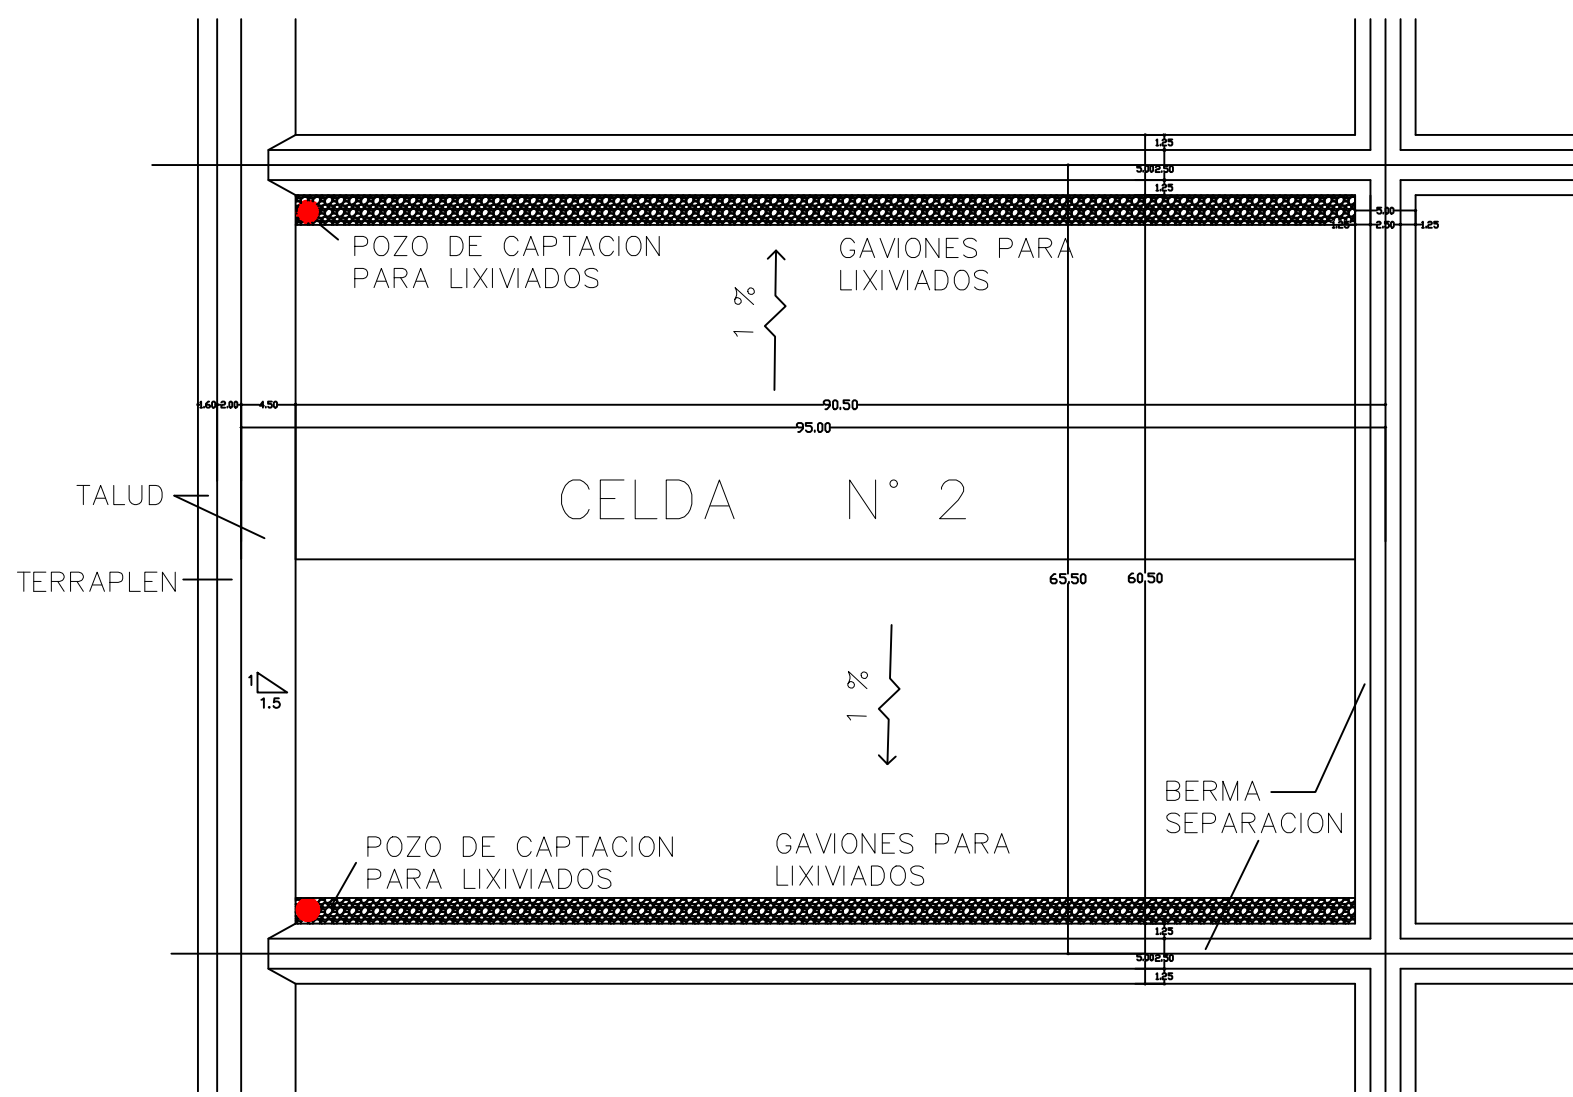 1.25
5.00 2.50
1.25
5.00
1.25 2.50 1.25
POZO DE CAPTACION
PARA LIXIVIADOS
GAVIONES PARA
LIXIVIADOS
1 %
1.60 2.00 4.50 90.50
95.00
CELDA N° 2
TALUD
TERRAPLEN
65.50 60.50
1
1.5
1 %
BERMA
SEPARACION
POZO DE CAPTACION
PARA LIXIVIADOS
GAVIONES PARA
LIXIVIADOS
1.25
5.00 2.50
1.25